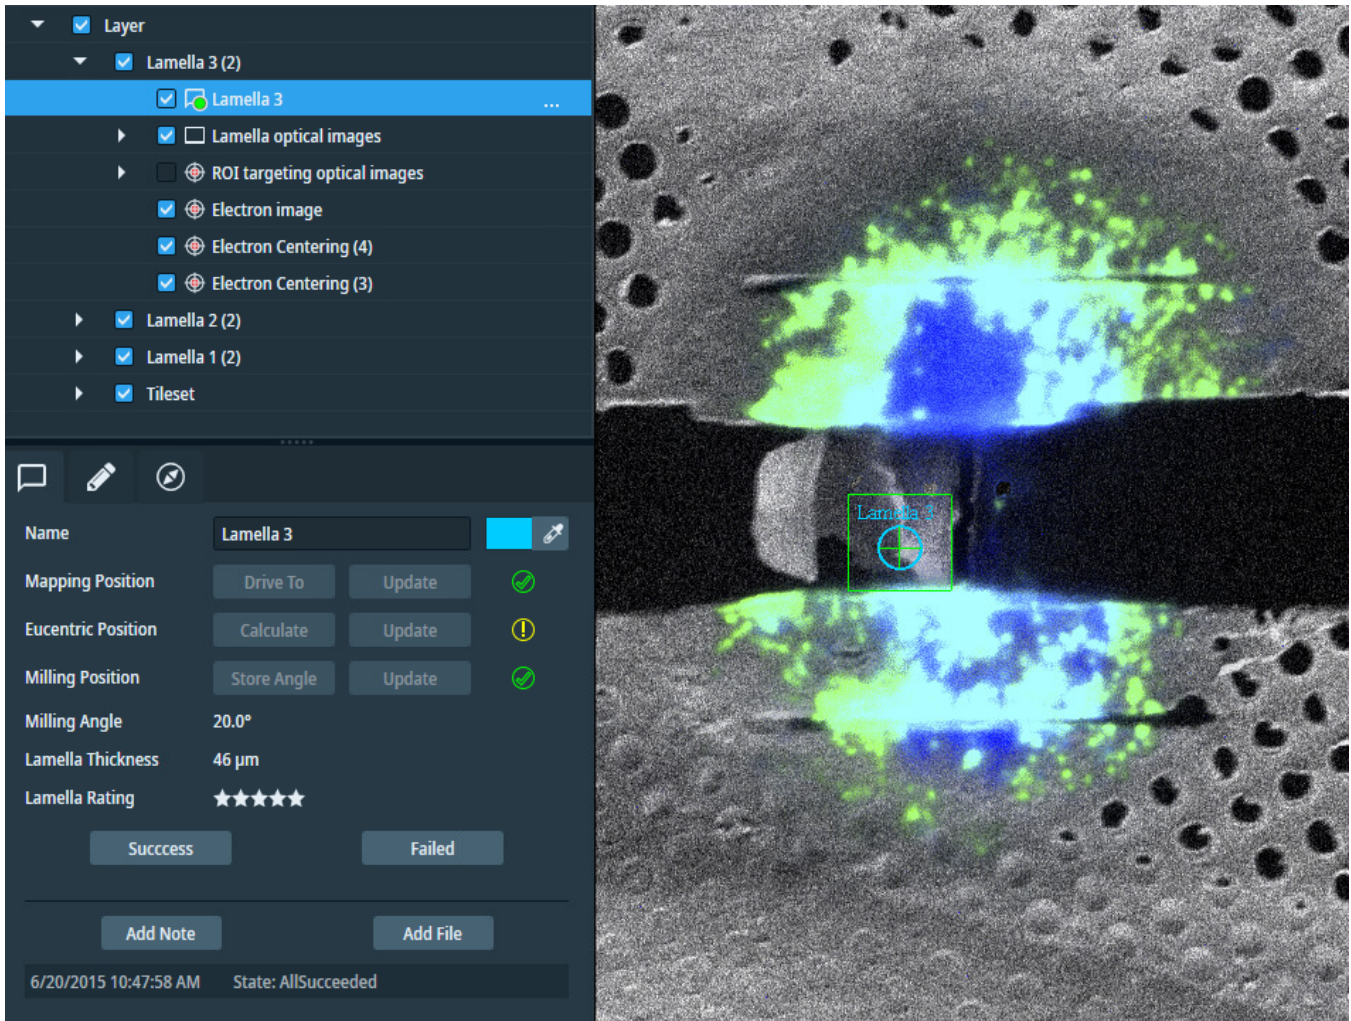 Layer
Lamella 3 (2)
Lamella 3 ...
Lamella optical images
ROI targeting optical images
Electron image
Electron Centering (4)
Electron Centering (3)
Lamella 2 (2)
Lamella 1 (2)
Tileset
Name Lamella 3
Mapping Position Drive To Update
Eucentric Position Calculate Update
Milling Position Store Angle Update
Milling Angle 20.0°
Lamella Thickness 46 µm
Lamella Rating ★★★★★
Succcess Failed
Add Note Add File
6/20/2015 10:47:58 AM State: AllSucceeded
Lamella 3